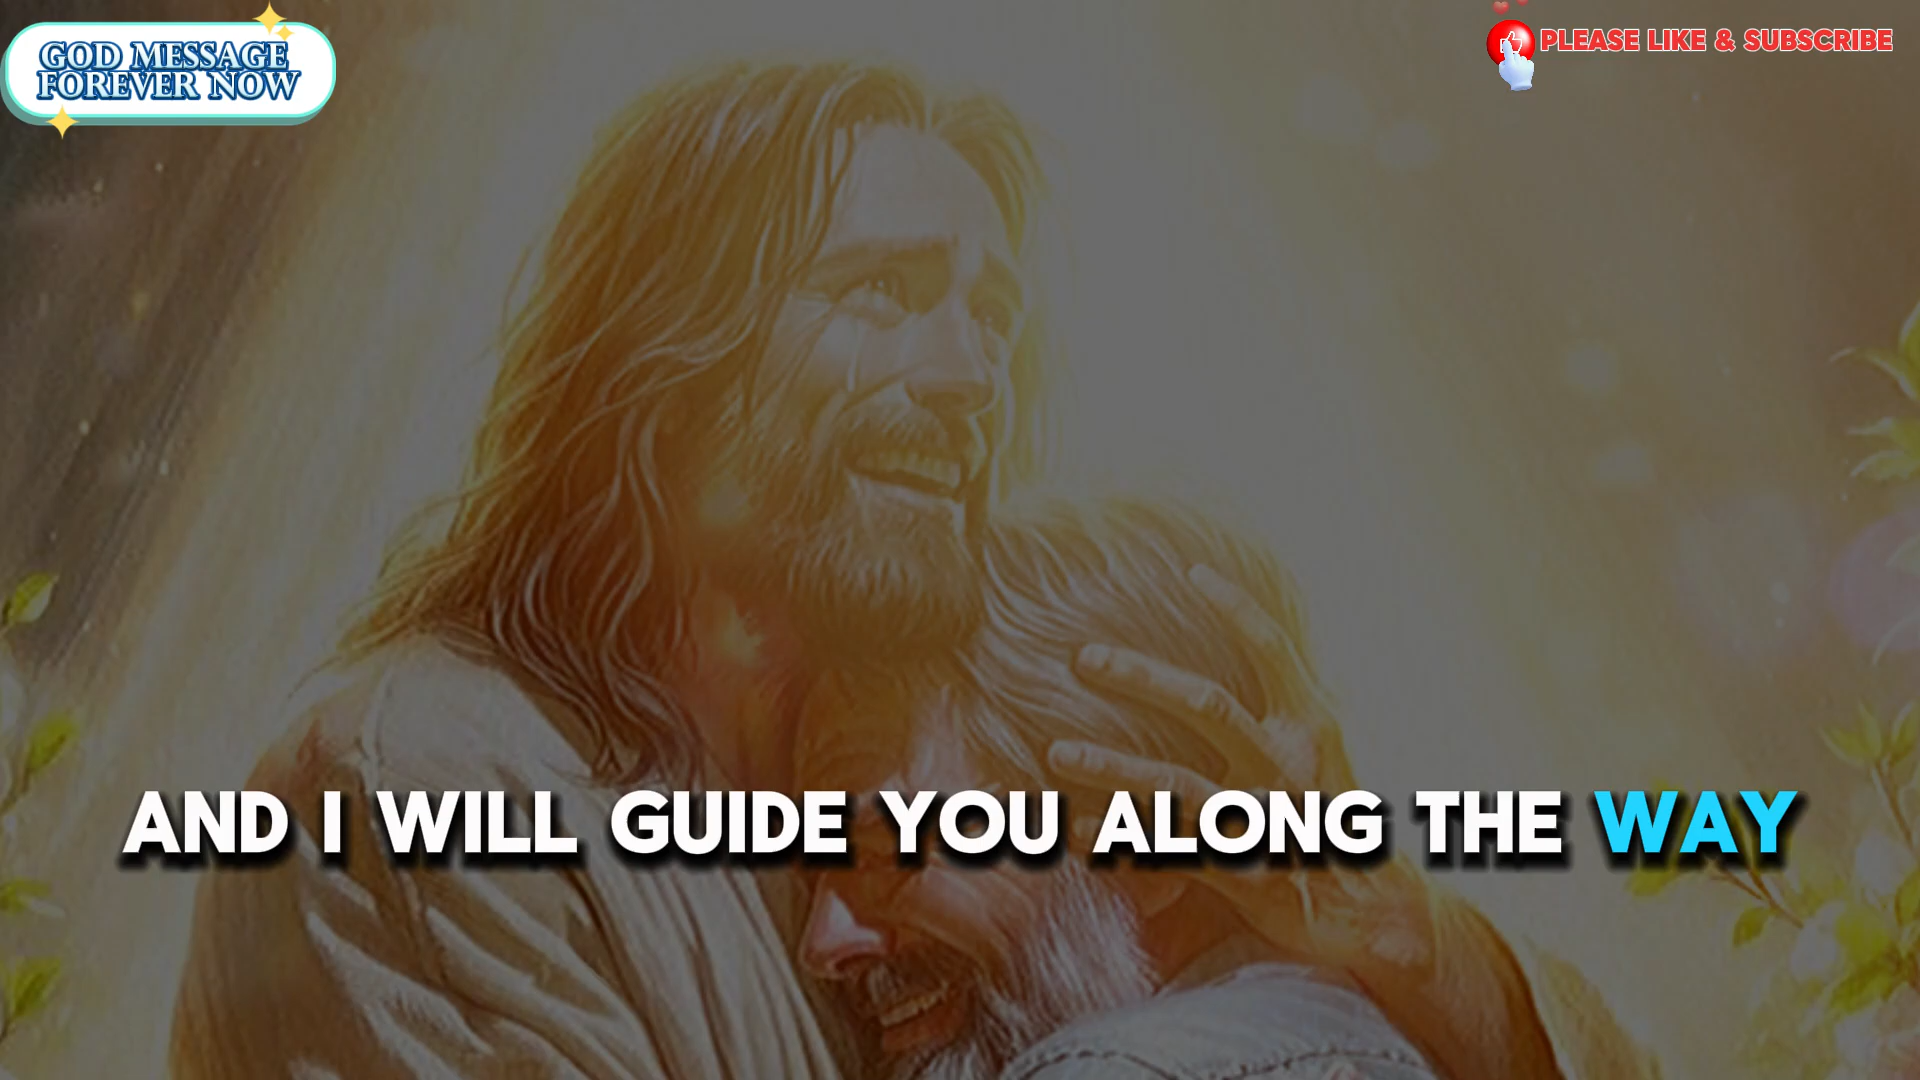 GOD MESSAGE
FOREVER NOW
PLEASE LIKE & SUBSCRIBE
AND I WILL GUIDE YOU ALONG THE WAY